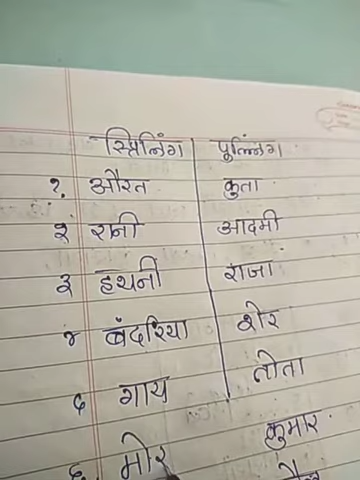 स्त्रिलिंग पूल्लिंग
१. औरत कुता
२ रानी आदमी
३ हथनी राजा
४ बंदरिया शेर
५ गाय तोता
६ मोर कुमार